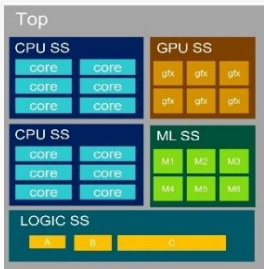 Top
CPU SS
core core
core core
core core
GPU SS
gfx gfx gfx
gfx gfx gfx
CPU SS
core core
core core
core core
ML SS
M1 M2 M3
M4 M5 M6
LOGIC SS
A B C